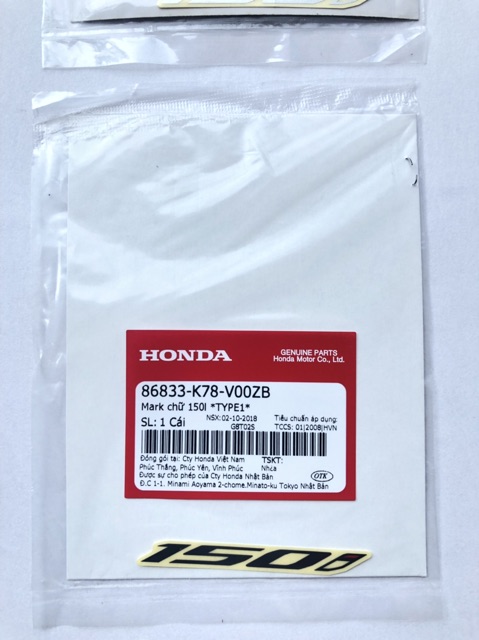 HONDA
GENUINE PARTS
Honda Motor Co., Ltd.
86833-K78-V00ZB
Mark chữ 150I *TYPE1*
NSX:02-10-2018
Tiêu chuẩn áp dụng:
SL: 1 Cái
G8T02S
TCCS: 01|2008|HVN
Đóng gói tại: Cty Honda Việt Nam
TSKT:
Phúc Thắng, Phúc Yên, Vĩnh Phúc
Nhựa
Được sự cho phép của Cty Honda Nhật Bản
OTK
Đ.C 1-1. Minami Aoyama 2-chome.Minato-ku Tokyo Nhật Bản
150i